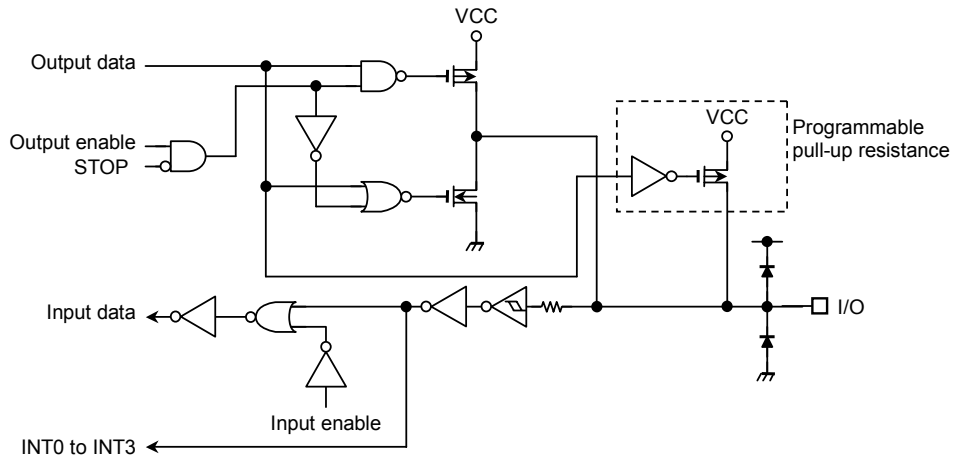 VCC
Output data
Output enable
STOP
VCC
Programmable
pull-up resistance
Input data
I/O
Input enable
INT0 to INT3